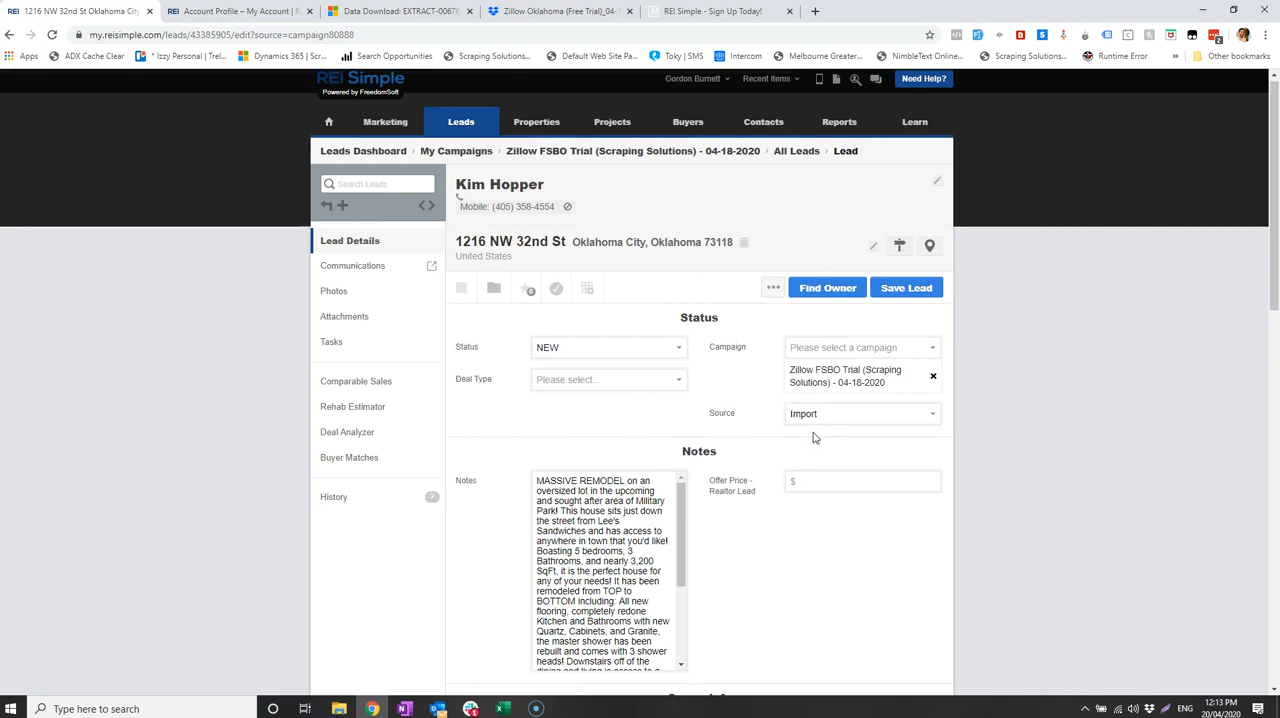 1216 NW 32nd St Oklahoma City
Account Profile – My Account | R
Data Download: EXTRACT-00676
Zillow Oklahoma (Free Trial)_04-1
REI Simple - Sign Up Today!
my.reisimple.com/leads/43385905/edit?source=campaign80888
Apps
ADX Cache Clear
* Izzy Personal | Trel...
Dynamics 365 | Scr...
Search Opportunities
Scraping Solutions...
Default Web Site Pa...
Toky | SMS
Intercom
Melbourne Greater...
NimbleText Online...
Scraping Solutions...
Runtime Error
Other bookmarks
REI Simple
Powered by FreedomSoft
Gordon Burnett
Recent Items
Need Help?
Marketing
Leads
Properties
Projects
Buyers
Contacts
Reports
Learn
Leads Dashboard › My Campaigns › Zillow FSBO Trial (Scraping Solutions) - 04-18-2020 › All Leads › Lead
Search Leads
Lead Details
Communications
Photos
Attachments
Tasks
Comparable Sales
Rehab Estimator
Deal Analyzer
Buyer Matches
History
Kim Hopper
Mobile: (405) 358-4554
1216 NW 32nd St Oklahoma City, Oklahoma 73118
United States
Find Owner
Save Lead
Status
Status
NEW
Campaign
Please select a campaign
Deal Type
Please select...
Zillow FSBO Trial (Scraping
Solutions) - 04-18-2020
Source
Import
Notes
Notes
MASSIVE REMODEL on an
oversized lot in the upcoming
and sought after area of Military
Park! This house sits just down
the street from Lee's
Sandwiches and has access to
anywhere in town that you'd like!
Boasting 5 bedrooms, 3
Bathrooms, and nearly 3,200
SqFt, it is the perfect house for
any of your needs! It has been
remodeled from TOP to
BOTTOM including: All new
flooring, completely redone
Kitchen and Bathrooms with new
Quartz, Cabinets, and Granite,
the master shower has been
rebuilt and comes with 3 shower
heads! Downstairs off of the
Offer Price -
Realtor Lead
$
Type here to search
ENG
12:13 PM
20/04/2020